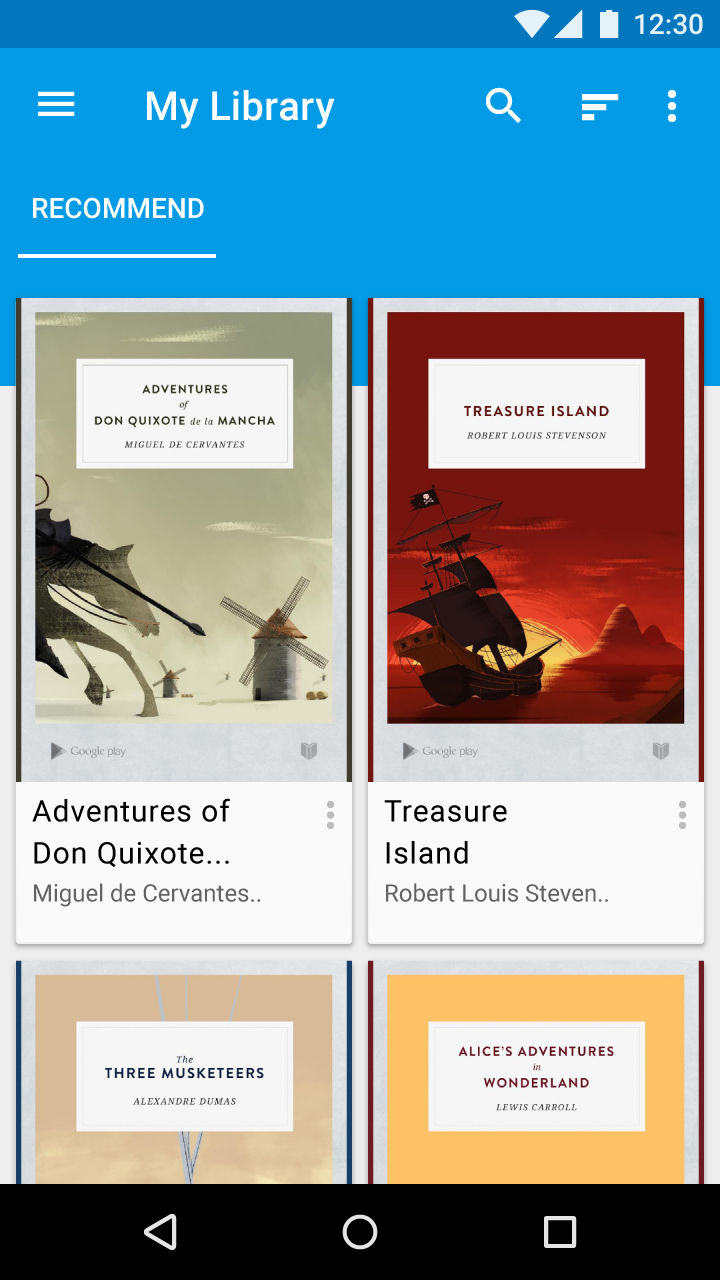 12:30
My Library
RECOMMEND
ADVENTURES
of
DON QUIXOTE de la MANCHA
MIGUEL DE CERVANTES
Google play
Adventures of
Don Quixote...
Miguel de Cervantes..
TREASURE ISLAND
ROBERT LOUIS STEVENSON
Google play
Treasure
Island
Robert Louis Steven..
The
THREE MUSKETEERS
ALEXANDRE DUMAS
ALICE'S ADVENTURES
in
WONDERLAND
LEWIS CARROLL